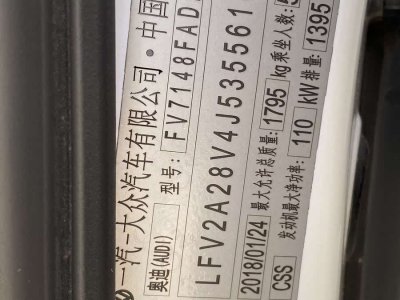 一汽-大众汽车有限公司·中国
奥迪(AUDI) 型号: FV7148FAD
LFV2A28V4J535561
2018/01/24 最大允许总质量: 1795 kg 乘坐人数:
CSS 发动机最大净功率: 110 kW 排量: 1395